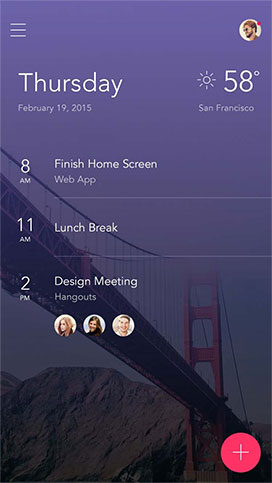 Thursday
58°
February 19, 2015
San Francisco
8
AM
Finish Home Screen
Web App
11
AM
Lunch Break
2
PM
Design Meeting
Hangouts